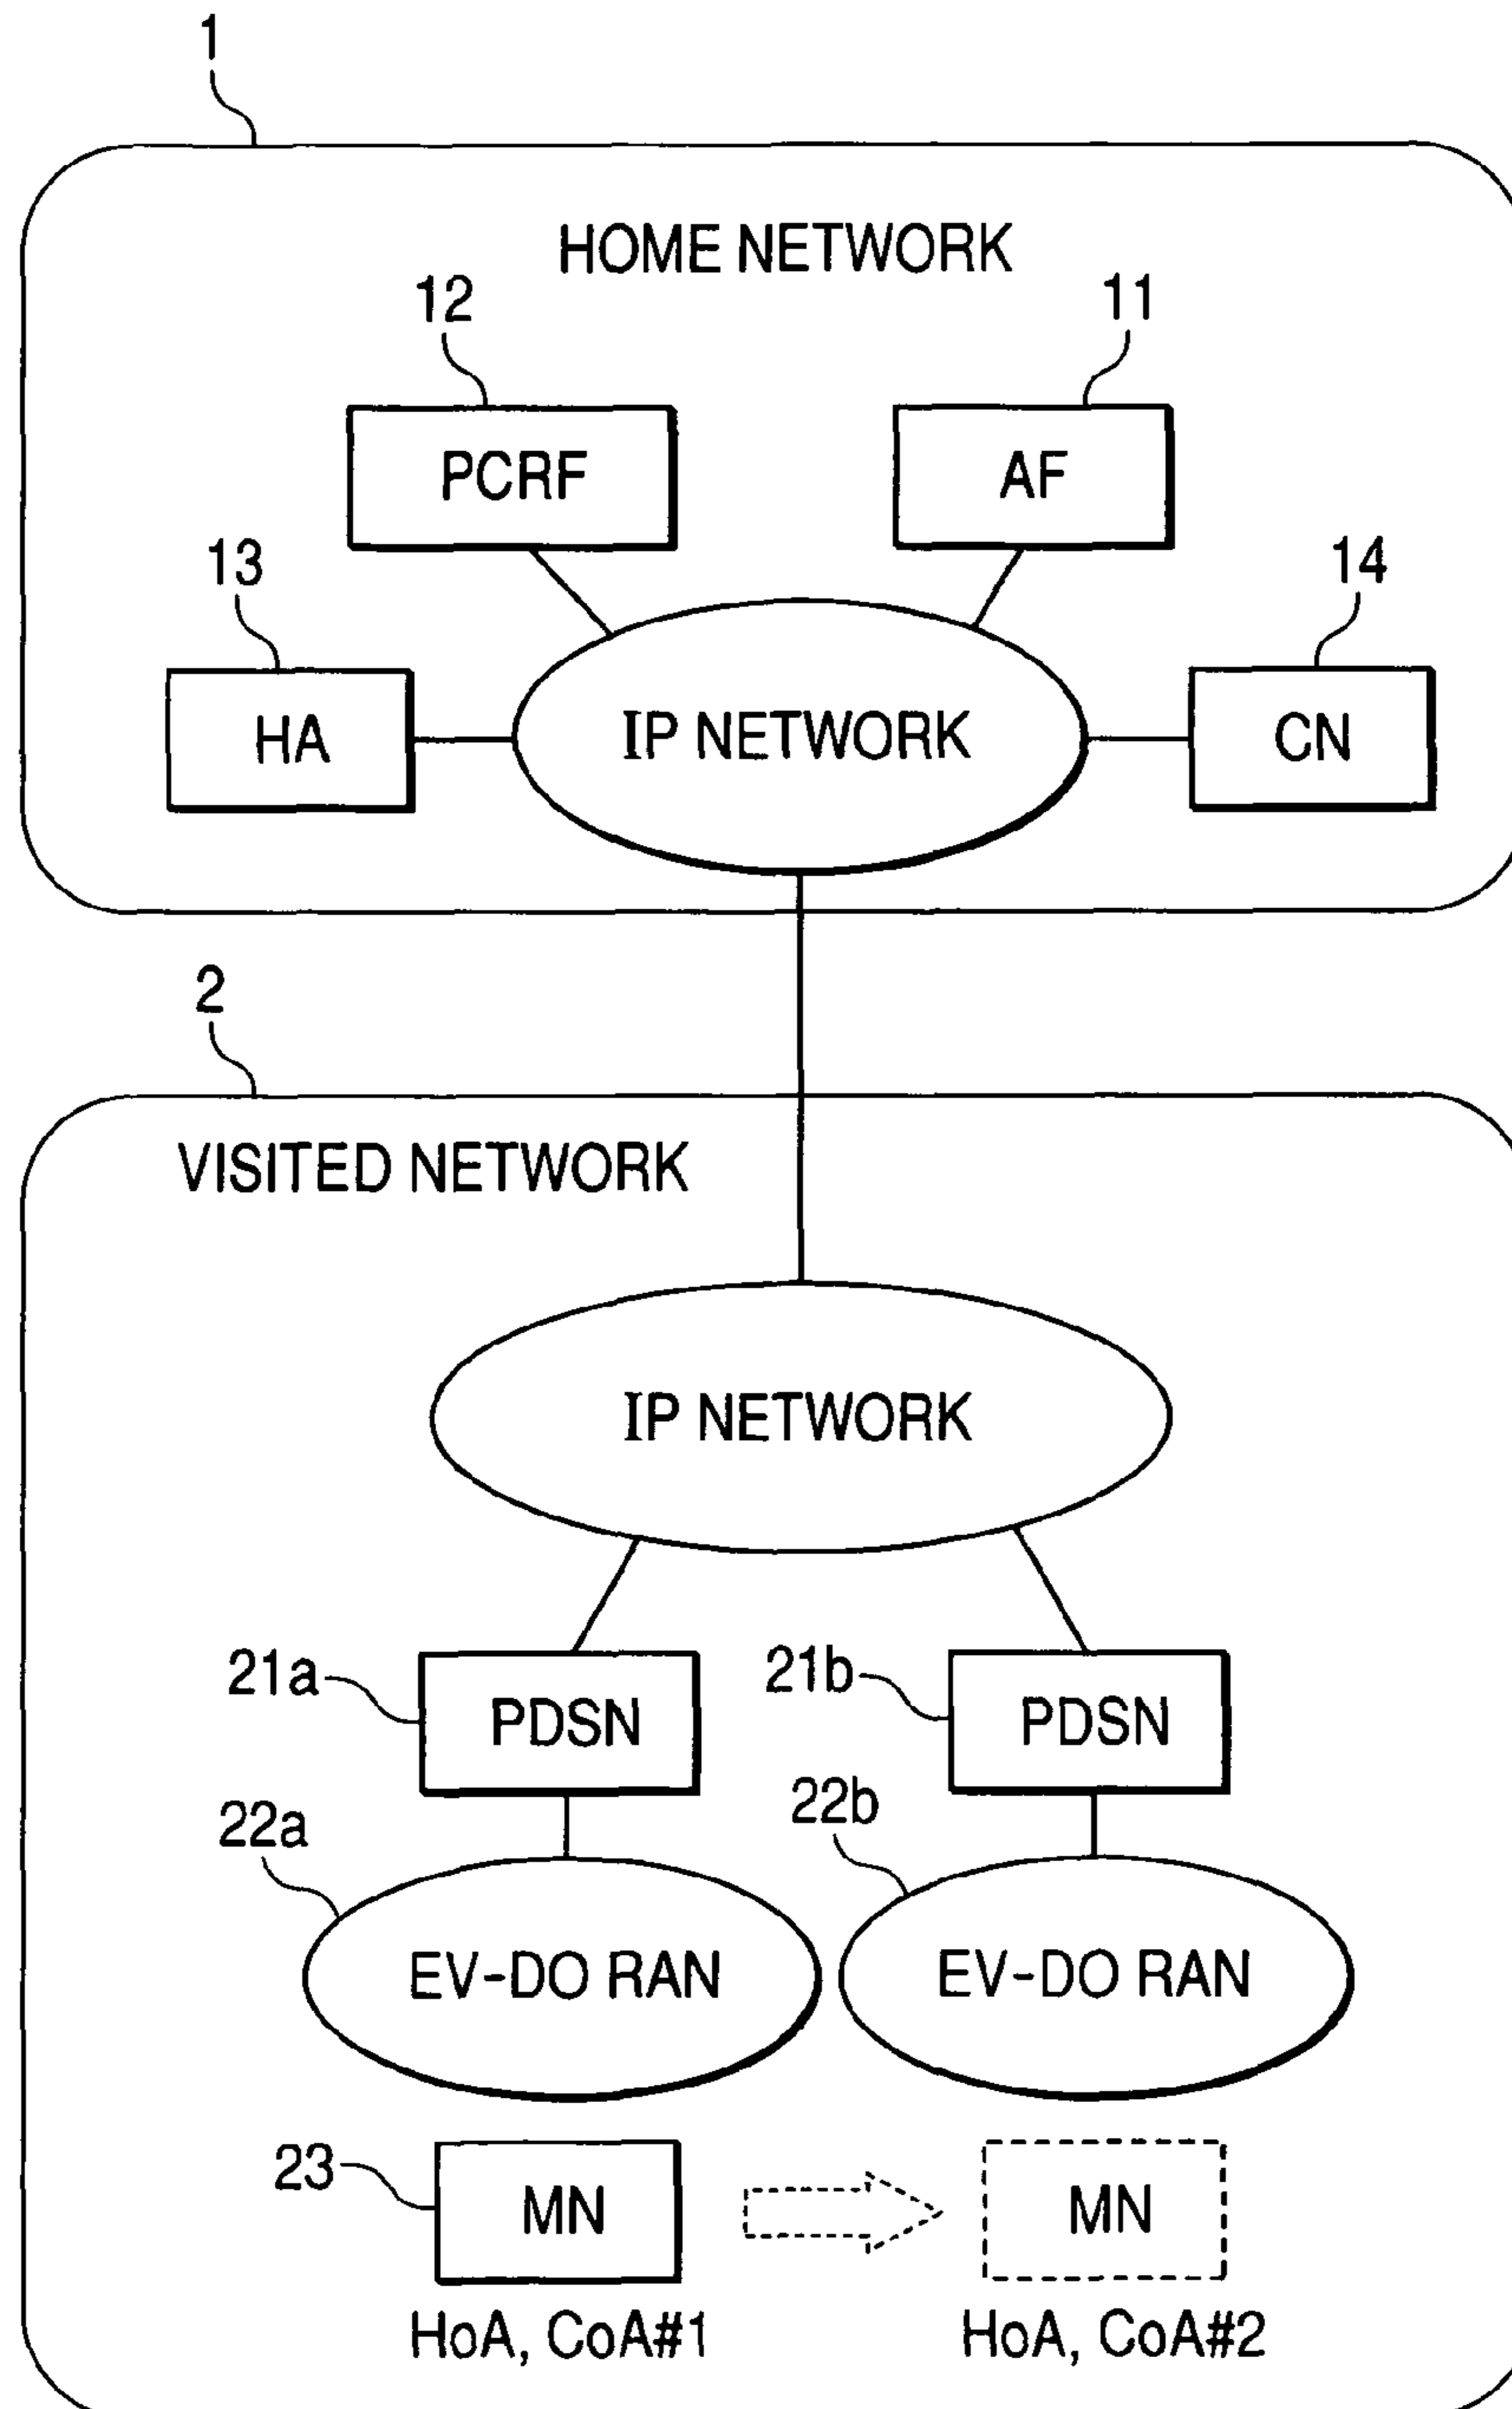 1
HOME NETWORK
12
11
PCRF
AF
13
14
HA
IP NETWORK
CN
2
VISITED NETWORK
IP NETWORK
21a
PDSN
21b
PDSN
22a
22b
EV-DO RAN
EV-DO RAN
23
MN
MN
HoA, CoA#1
HoA, CoA#2